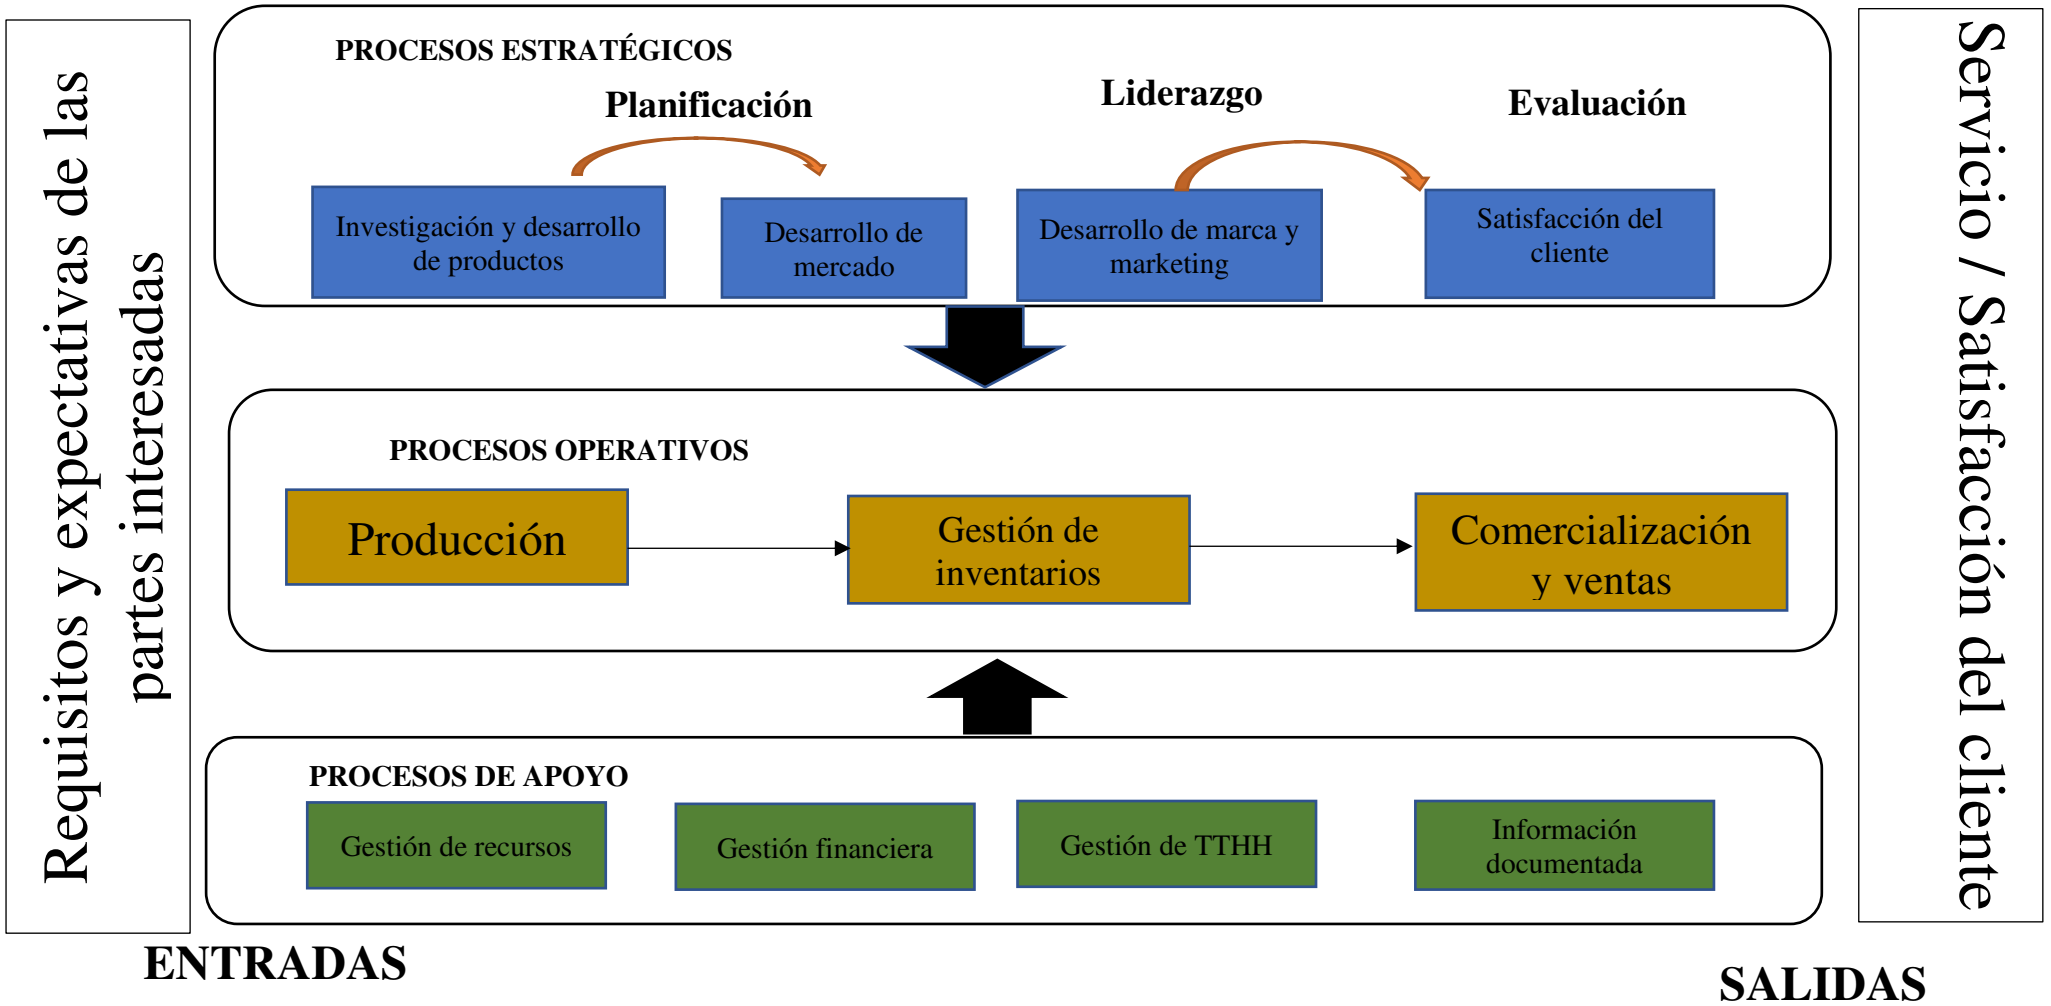 Requisitos y expectativas de las
partes interesadas
PROCESOS ESTRATÉGICOS
Planificación
Liderazgo
Evaluación
Investigación y desarrollo
de productos
Desarrollo de
mercado
Desarrollo de marca y
marketing
Satisfacción del
cliente
PROCESOS OPERATIVOS
Producción
Gestión de
inventarios
Comercialización
y ventas
PROCESOS DE APOYO
Gestión de recursos
Gestión financiera
Gestión de TTHH
Información
documentada
Servicio / Satisfacción del cliente
ENTRADAS
SALIDAS